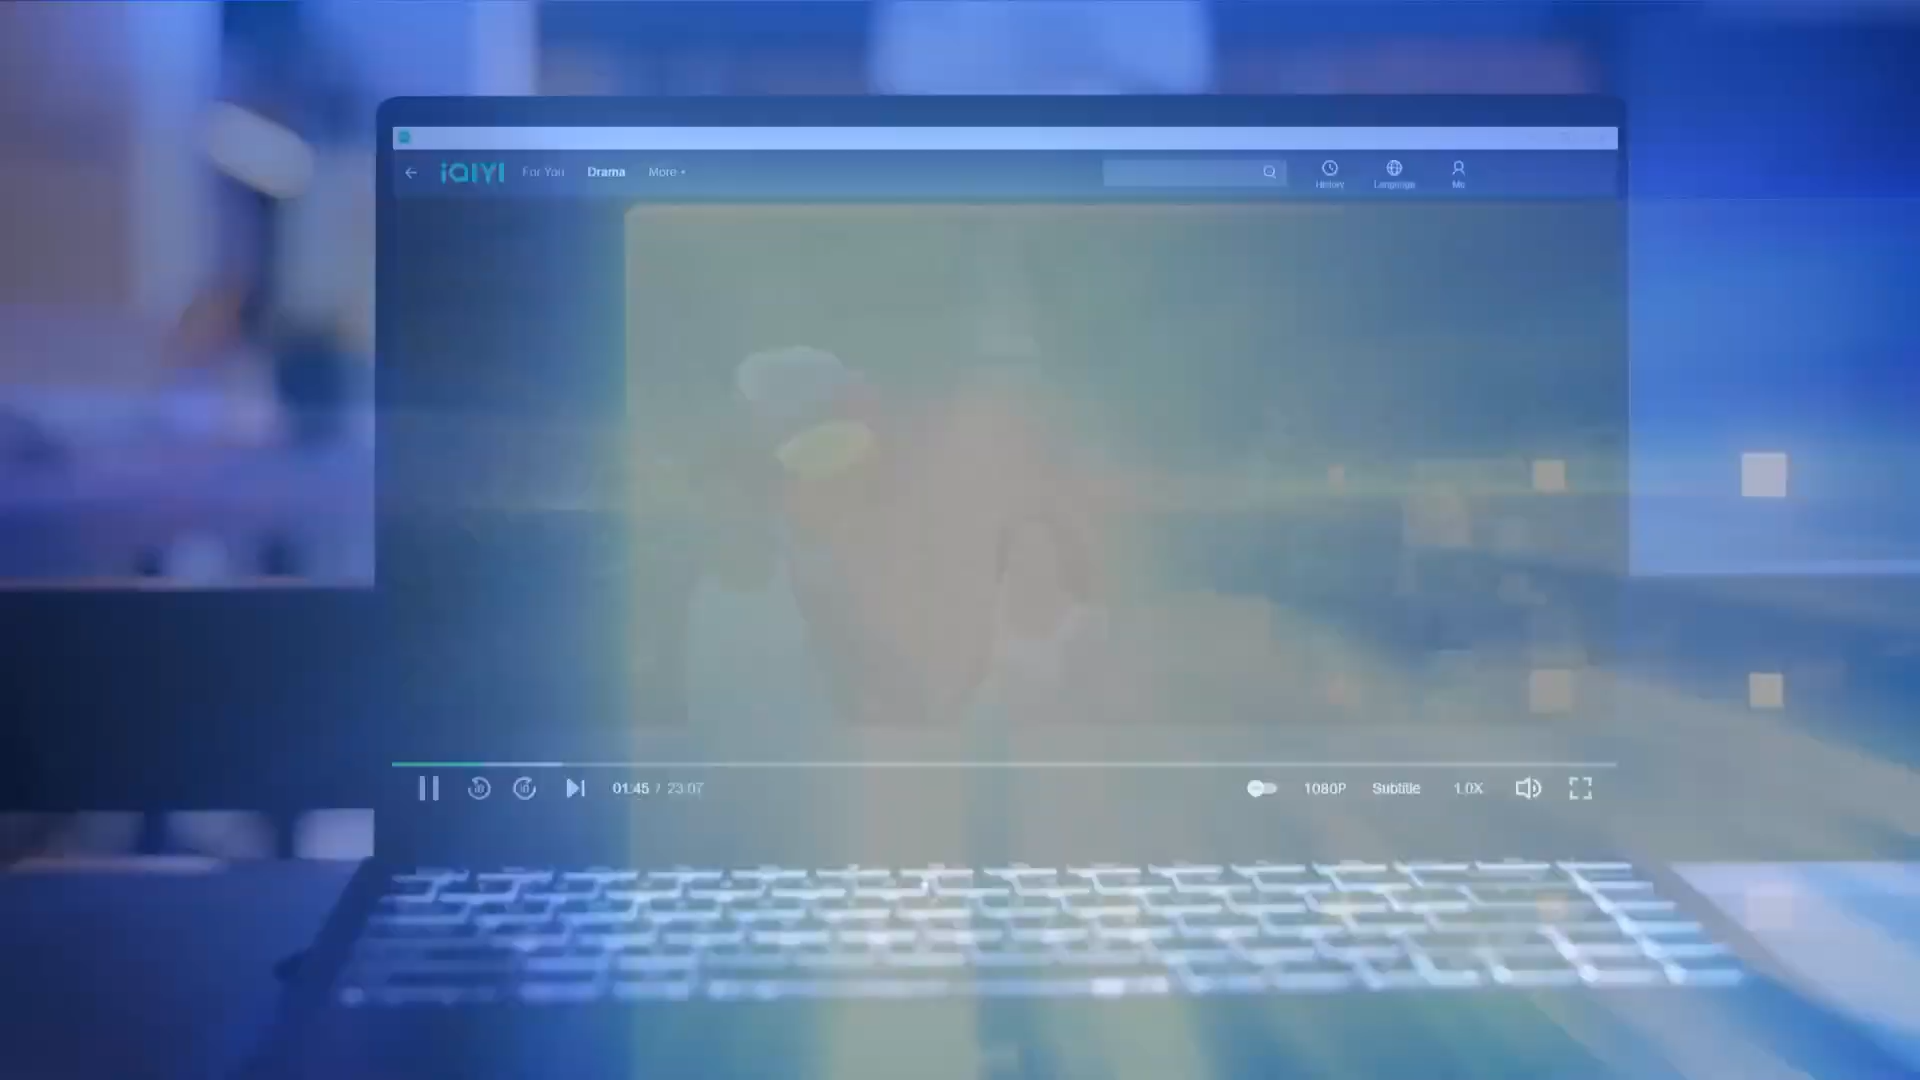 iQIYI For You Drama More
History Language Me
01:45 / 23:07 1080P Subtitle 1.0X